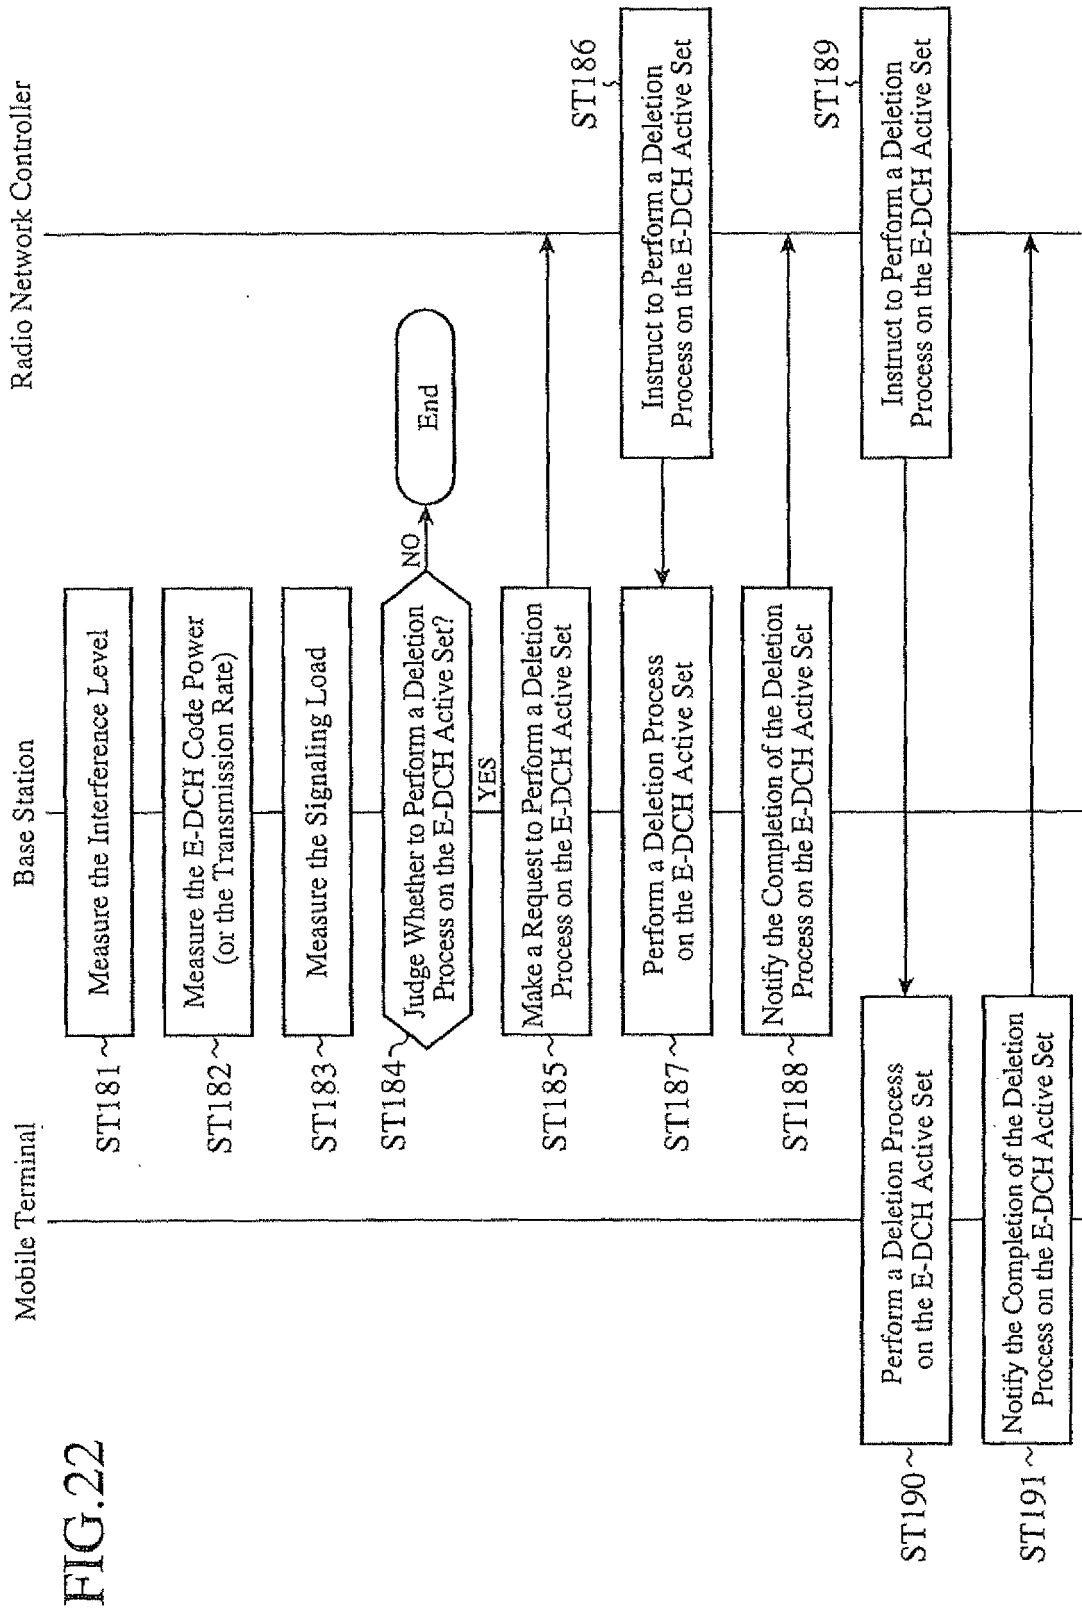 FIG.22
Mobile Terminal
Base Station
Radio Network Controller
ST181
Measure the Interference Level
ST182
Measure the E-DCH Code Power
(or the Transmission Rate)
ST183
Measure the Signaling Load
ST184
Judge Whether to Perform a Deletion
Process on the E-DCH Active Set?
NO
End
YES
ST185
Make a Request to Perform a Deletion
Process on the E-DCH Active Set
ST186
Instruct to Perform a Deletion
Process on the E-DCH Active Set
ST187
Perform a Deletion Process
on the E-DCH Active Set
ST188
Notify the Completion of the Deletion
Process on the E-DCH Active Set
ST189
Instruct to Perform a Deletion
Process on the E-DCH Active Set
ST190
Perform a Deletion Process
on the E-DCH Active Set
ST191
Notify the Completion of the Deletion
Process on the E-DCH Active Set